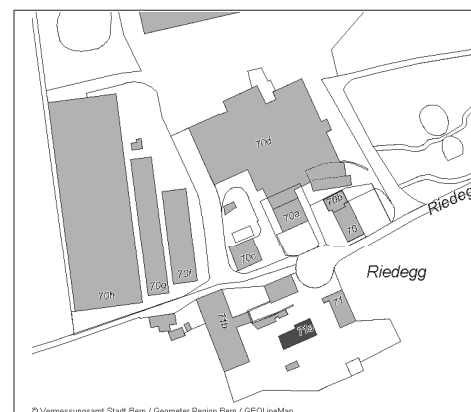 70d
70b
70a
70
Riedegg
70c
Riedegg
70h
70g
70f
71b
71
71a
© Vermessungsamt Stadt Bern / Geometer Region Bern / GEOLineMap